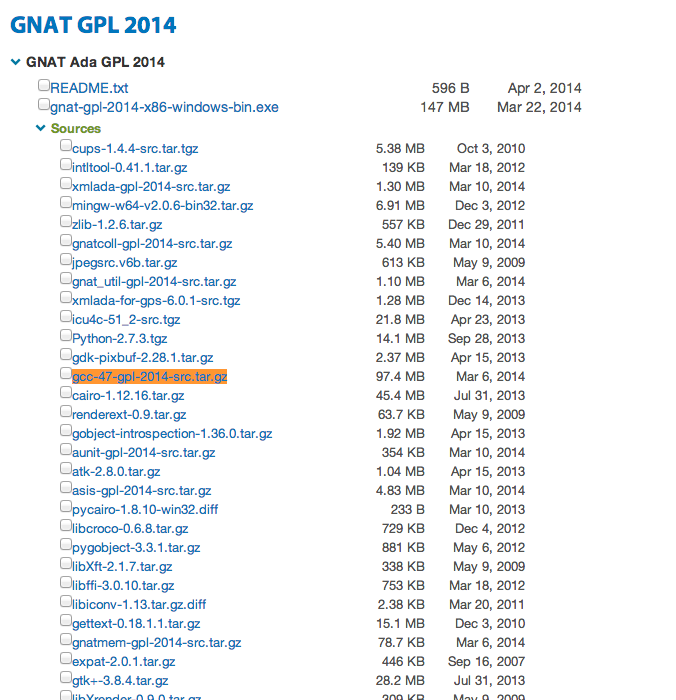 GNAT GPL 2014
GNAT Ada GPL 2014
README.txt 596 B Apr 2, 2014
gnat-gpl-2014-x86-windows-bin.exe 147 MB Mar 22, 2014
Sources
cups-1.4.4-src.tar.tgz 5.38 MB Oct 3, 2010
intltool-0.41.1.tar.gz 139 KB Mar 18, 2012
xmlada-gpl-2014-src.tar.gz 1.30 MB Mar 10, 2014
mingw-w64-v2.0.6-bin32.tar.gz 6.91 MB Dec 3, 2012
zlib-1.2.6.tar.gz 557 KB Dec 29, 2011
gnatcoll-gpl-2014-src.tar.gz 5.40 MB Mar 10, 2014
jpegsrc.v6b.tar.gz 613 KB May 9, 2009
gnat_util-gpl-2014-src.tar.gz 1.10 MB Mar 6, 2014
xmlada-for-gps-6.0.1-src.tgz 1.28 MB Dec 14, 2013
icu4c-51_2-src.tgz 21.8 MB Apr 23, 2013
Python-2.7.3.tgz 14.1 MB Sep 28, 2013
gdk-pixbuf-2.28.1.tar.gz 2.37 MB Apr 15, 2013
gcc-47-gpl-2014-src.tar.gz 97.4 MB Mar 6, 2014
cairo-1.12.16.tar.gz 45.4 MB Jul 31, 2013
renderext-0.9.tar.gz 63.7 KB May 9, 2009
gobject-introspection-1.36.0.tar.gz 1.92 MB Apr 15, 2013
aunit-gpl-2014-src.tar.gz 354 KB Mar 10, 2014
atk-2.8.0.tar.gz 1.04 MB Apr 15, 2013
asis-gpl-2014-src.tar.gz 4.83 MB Mar 10, 2014
pycairo-1.8.10-win32.diff 233 B Mar 10, 2013
libcroco-0.6.8.tar.gz 729 KB Dec 4, 2012
pygobject-3.3.1.tar.gz 881 KB May 6, 2012
libXft-2.1.7.tar.gz 338 KB May 9, 2009
libffi-3.0.10.tar.gz 753 KB Mar 18, 2012
libiconv-1.13.tar.gz.diff 2.38 KB Mar 20, 2011
gettext-0.18.1.1.tar.gz 15.1 MB Dec 3, 2010
gnatmem-gpl-2014-src.tar.gz 78.7 KB Mar 6, 2014
expat-2.0.1.tar.gz 446 KB Sep 16, 2007
gtk+-3.8.4.tar.gz 28.2 MB Jul 31, 2013
libXrender-0.9.0.tar.gz 309 KB May 9, 2009